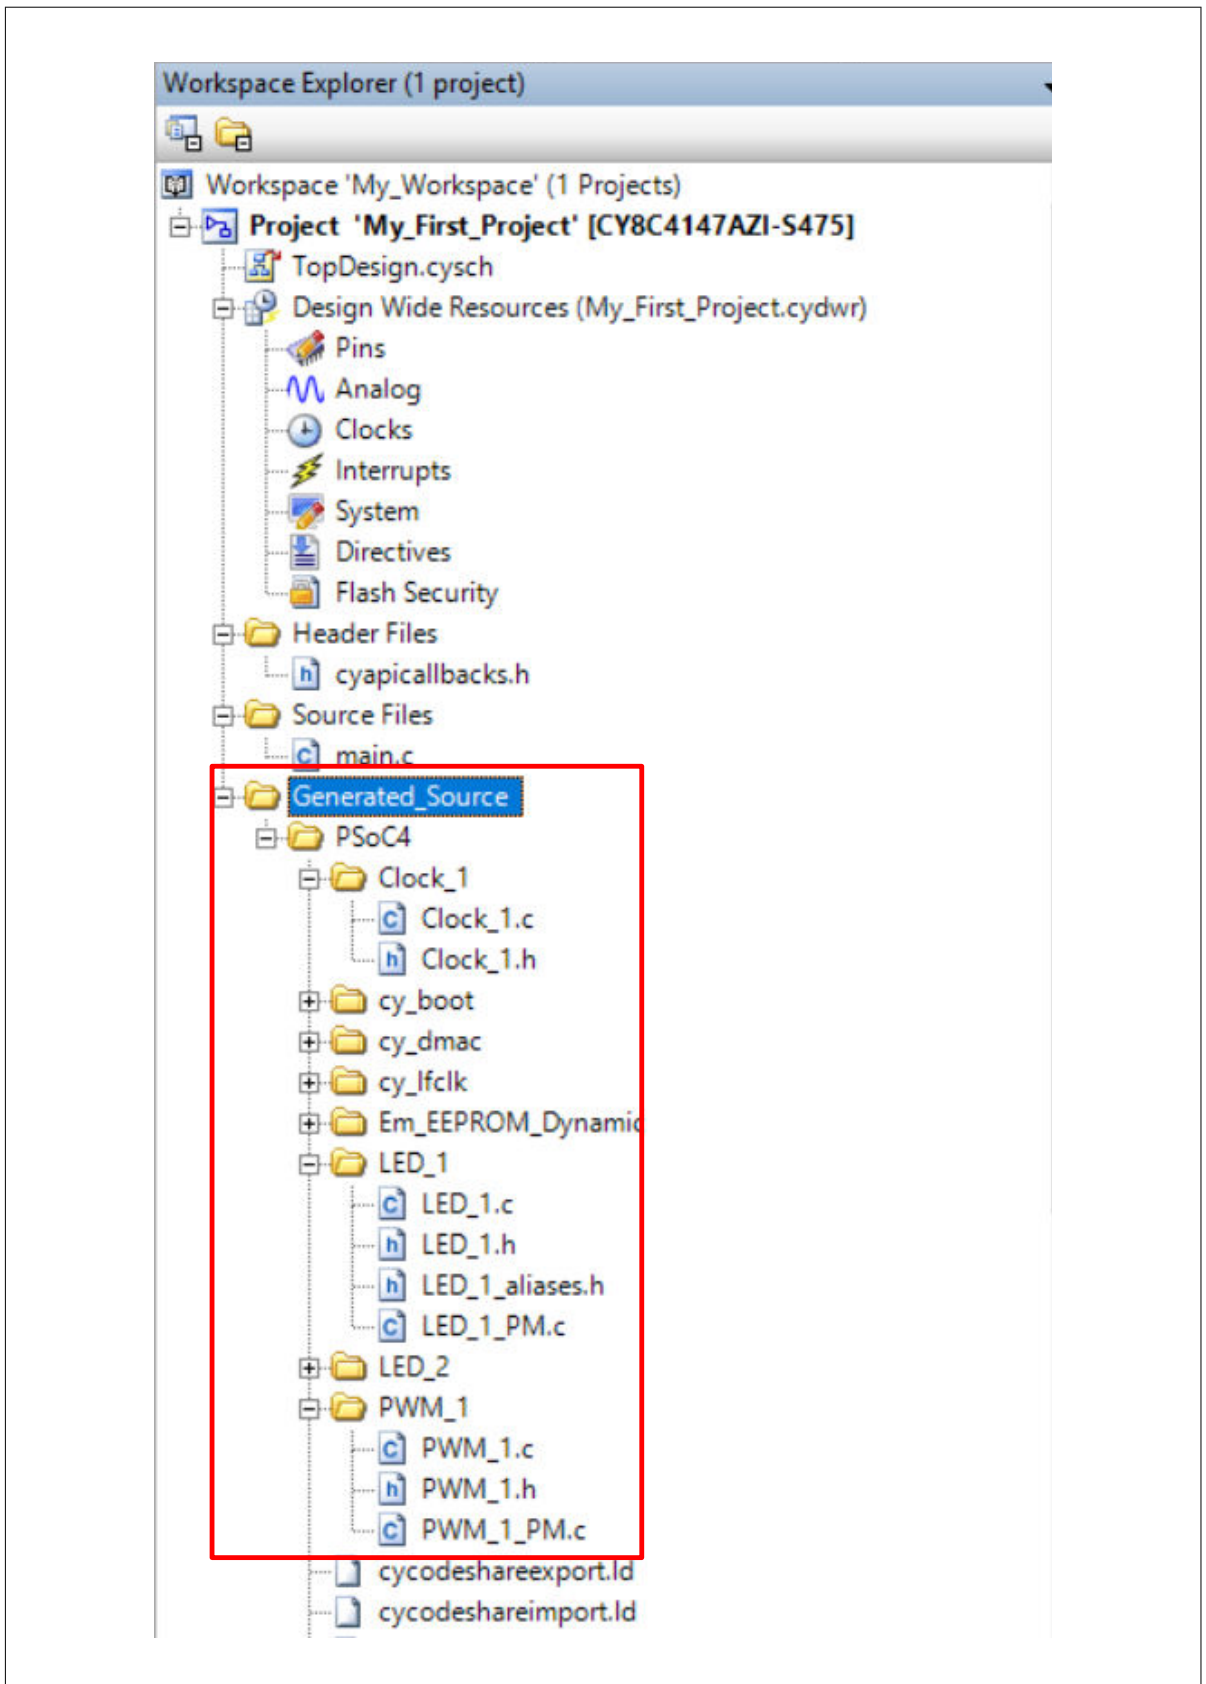 Workspace Explorer (1 project)
Workspace 'My_Workspace' (1 Projects)
Project 'My_First_Project' [CY8C4147AZI-S475]
TopDesign.cysch
Design Wide Resources (My_First_Project.cydwr)
Pins
Analog
Clocks
Interrupts
System
Directives
Flash Security
Header Files
cyapicallbacks.h
Source Files
main.c
Generated_Source
PSoC4
Clock_1
Clock_1.c
Clock_1.h
cy_boot
cy_dmac
cy_lfclk
Em_EEPROM_Dynamic
LED_1
LED_1.c
LED_1.h
LED_1_aliases.h
LED_1_PM.c
LED_2
PWM_1
PWM_1.c
PWM_1.h
PWM_1_PM.c
cycodeshareexport.ld
cycodeshareimport.ld